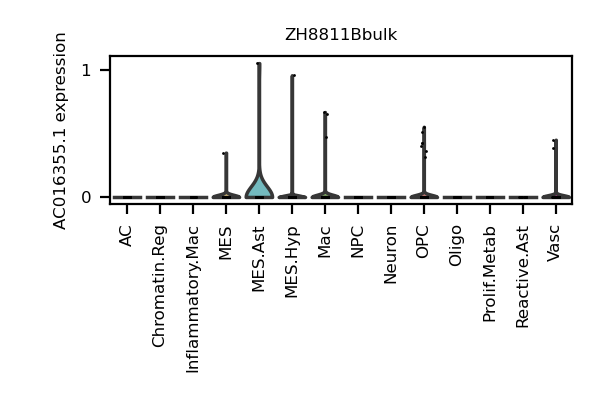 ZH8811Bbulk
AC016355.1 expression
1
0
AC
Chromatin.Reg
Inflammatory.Mac
MES
MES.Ast
MES.Hyp
Mac
NPC
Neuron
OPC
Oligo
Prolif.Metab
Reactive.Ast
Vasc